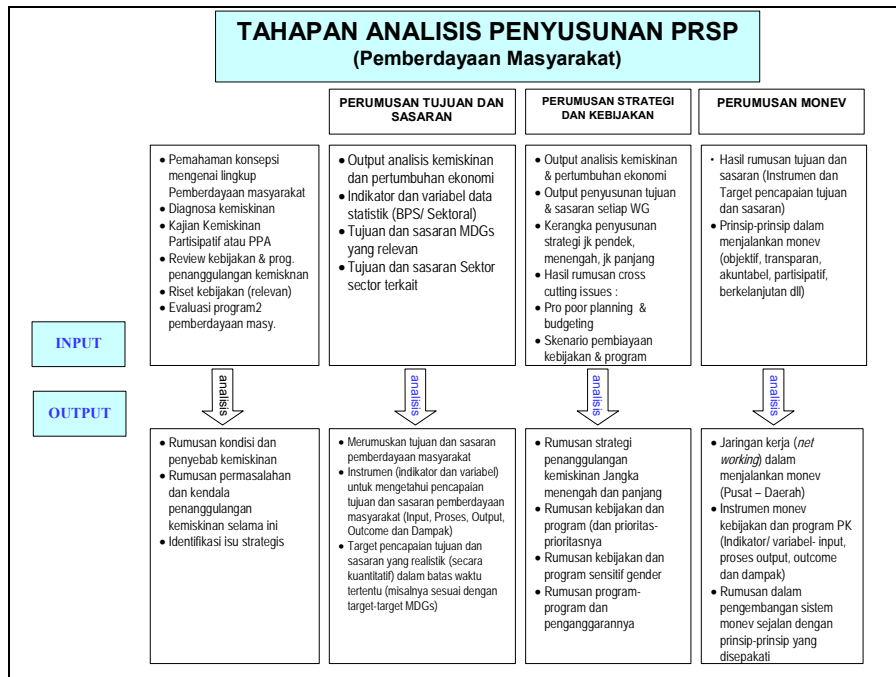 TAHAPAN ANALISIS PENYUSUNAN PRSP
(Pemberdayaan Masyarakat)
PERUMUSAN TUJUAN DAN
SASARAN
PERUMUSAN STRATEGI
DAN KEBIJAKAN
PERUMUSAN MONEV
INPUT
• Pemahaman konsepsi
mengenai lingkup
Pemberdayaan masyarakat
• Diagnosa kemiskinan
• Kajian Kemiskinan
Partisipatif atau PPA
• Review kebijakan & prog.
penanggulangan kemisknan
• Riset kebijakan (relevan)
• Evaluasi program2
pemberdayaan masy.
• Output analisis kemiskinan
dan pertumbuhan ekonomi
• Indikator dan variabel data
statistik (BPS/ Sektoral)
• Tujuan dan sasaran MDGs
yang relevan
• Tujuan dan sasaran Sektor
sector terkait
• Output analisis kemiskinan
& pertumbuhan ekonomi
• Output penyusunan tujuan
& sasaran setiap WG
• Kerangka penyusunan
strategi jk pendek,
menengah, jk panjang
• Hasil rumusan cross
cutting issues :
• Pro poor planning & 
budgeting
• Skenario pembiayaan
kebijakan & program
• Hasil rumusan tujuan dan
sasaran (Instrumen dan
Target pencapaian tujuan
dan sasaran)
• Prinsip-prinsip dalam
menjalankan monev
(objektif, transparan,
akuntabel, partisipatif,
berkelanjutan dll)
analisis
analisis
analisis
analisis
OUTPUT
• Rumusan kondisi dan
penyebab kemiskinan
• Rumusan permasalahan
dan kendala
penanggulangan
kemiskinan selama ini
• Identifikasi isu strategis
• Merumuskan tujuan dan sasaran
pemberdayaan masyarakat
• Instrumen (indikator dan variabel)
untuk mengetahui pencapaian
tujuan dan sasaran pemberdayaan
masyarakat (Input, Proses, Output,
Outcome dan Dampak)
• Target pencapaian tujuan dan
sasaran yang realistik (secara
kuantitatif) dalam batas waktu
tertentu (misalnya sesuai dengan
target-target MDGs)
• Rumusan strategi
penanggulangan
kemiskinan Jangka
menengah dan panjang
• Rumusan kebijakan dan
program (dan prioritas-
prioritasnya
• Rumusan kebijakan dan
program sensitif gender
• Rumusan program-
program dan
penganggarannya
• Jaringan kerja (net
working) dalam
menjalankan monev
(Pusat – Daerah)
• Instrumen monev
kebijakan dan program PK
(Indikator/ variabel- input,
proses output, outcome
dan dampak)
• Rumusan dalam
pengembangan sistem
monev sejalan dengan
prinsip-prinsip yang
disepakati